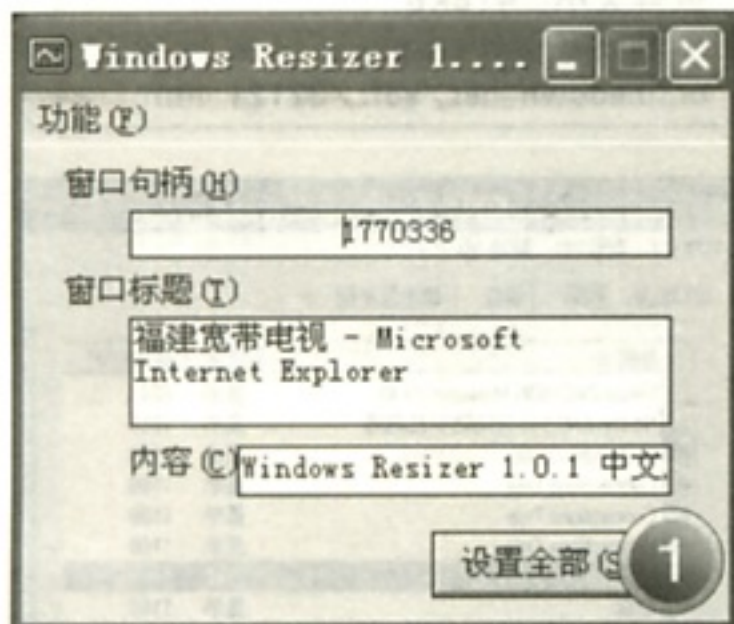 Windows Resizer 1....
功能(F)
窗口句柄(H)
1770336
窗口标题(T)
福建宽带电视 - Microsoft
Internet Explorer
内容(C)
Windows Resizer 1.0.1 中文
设置全部(S
1